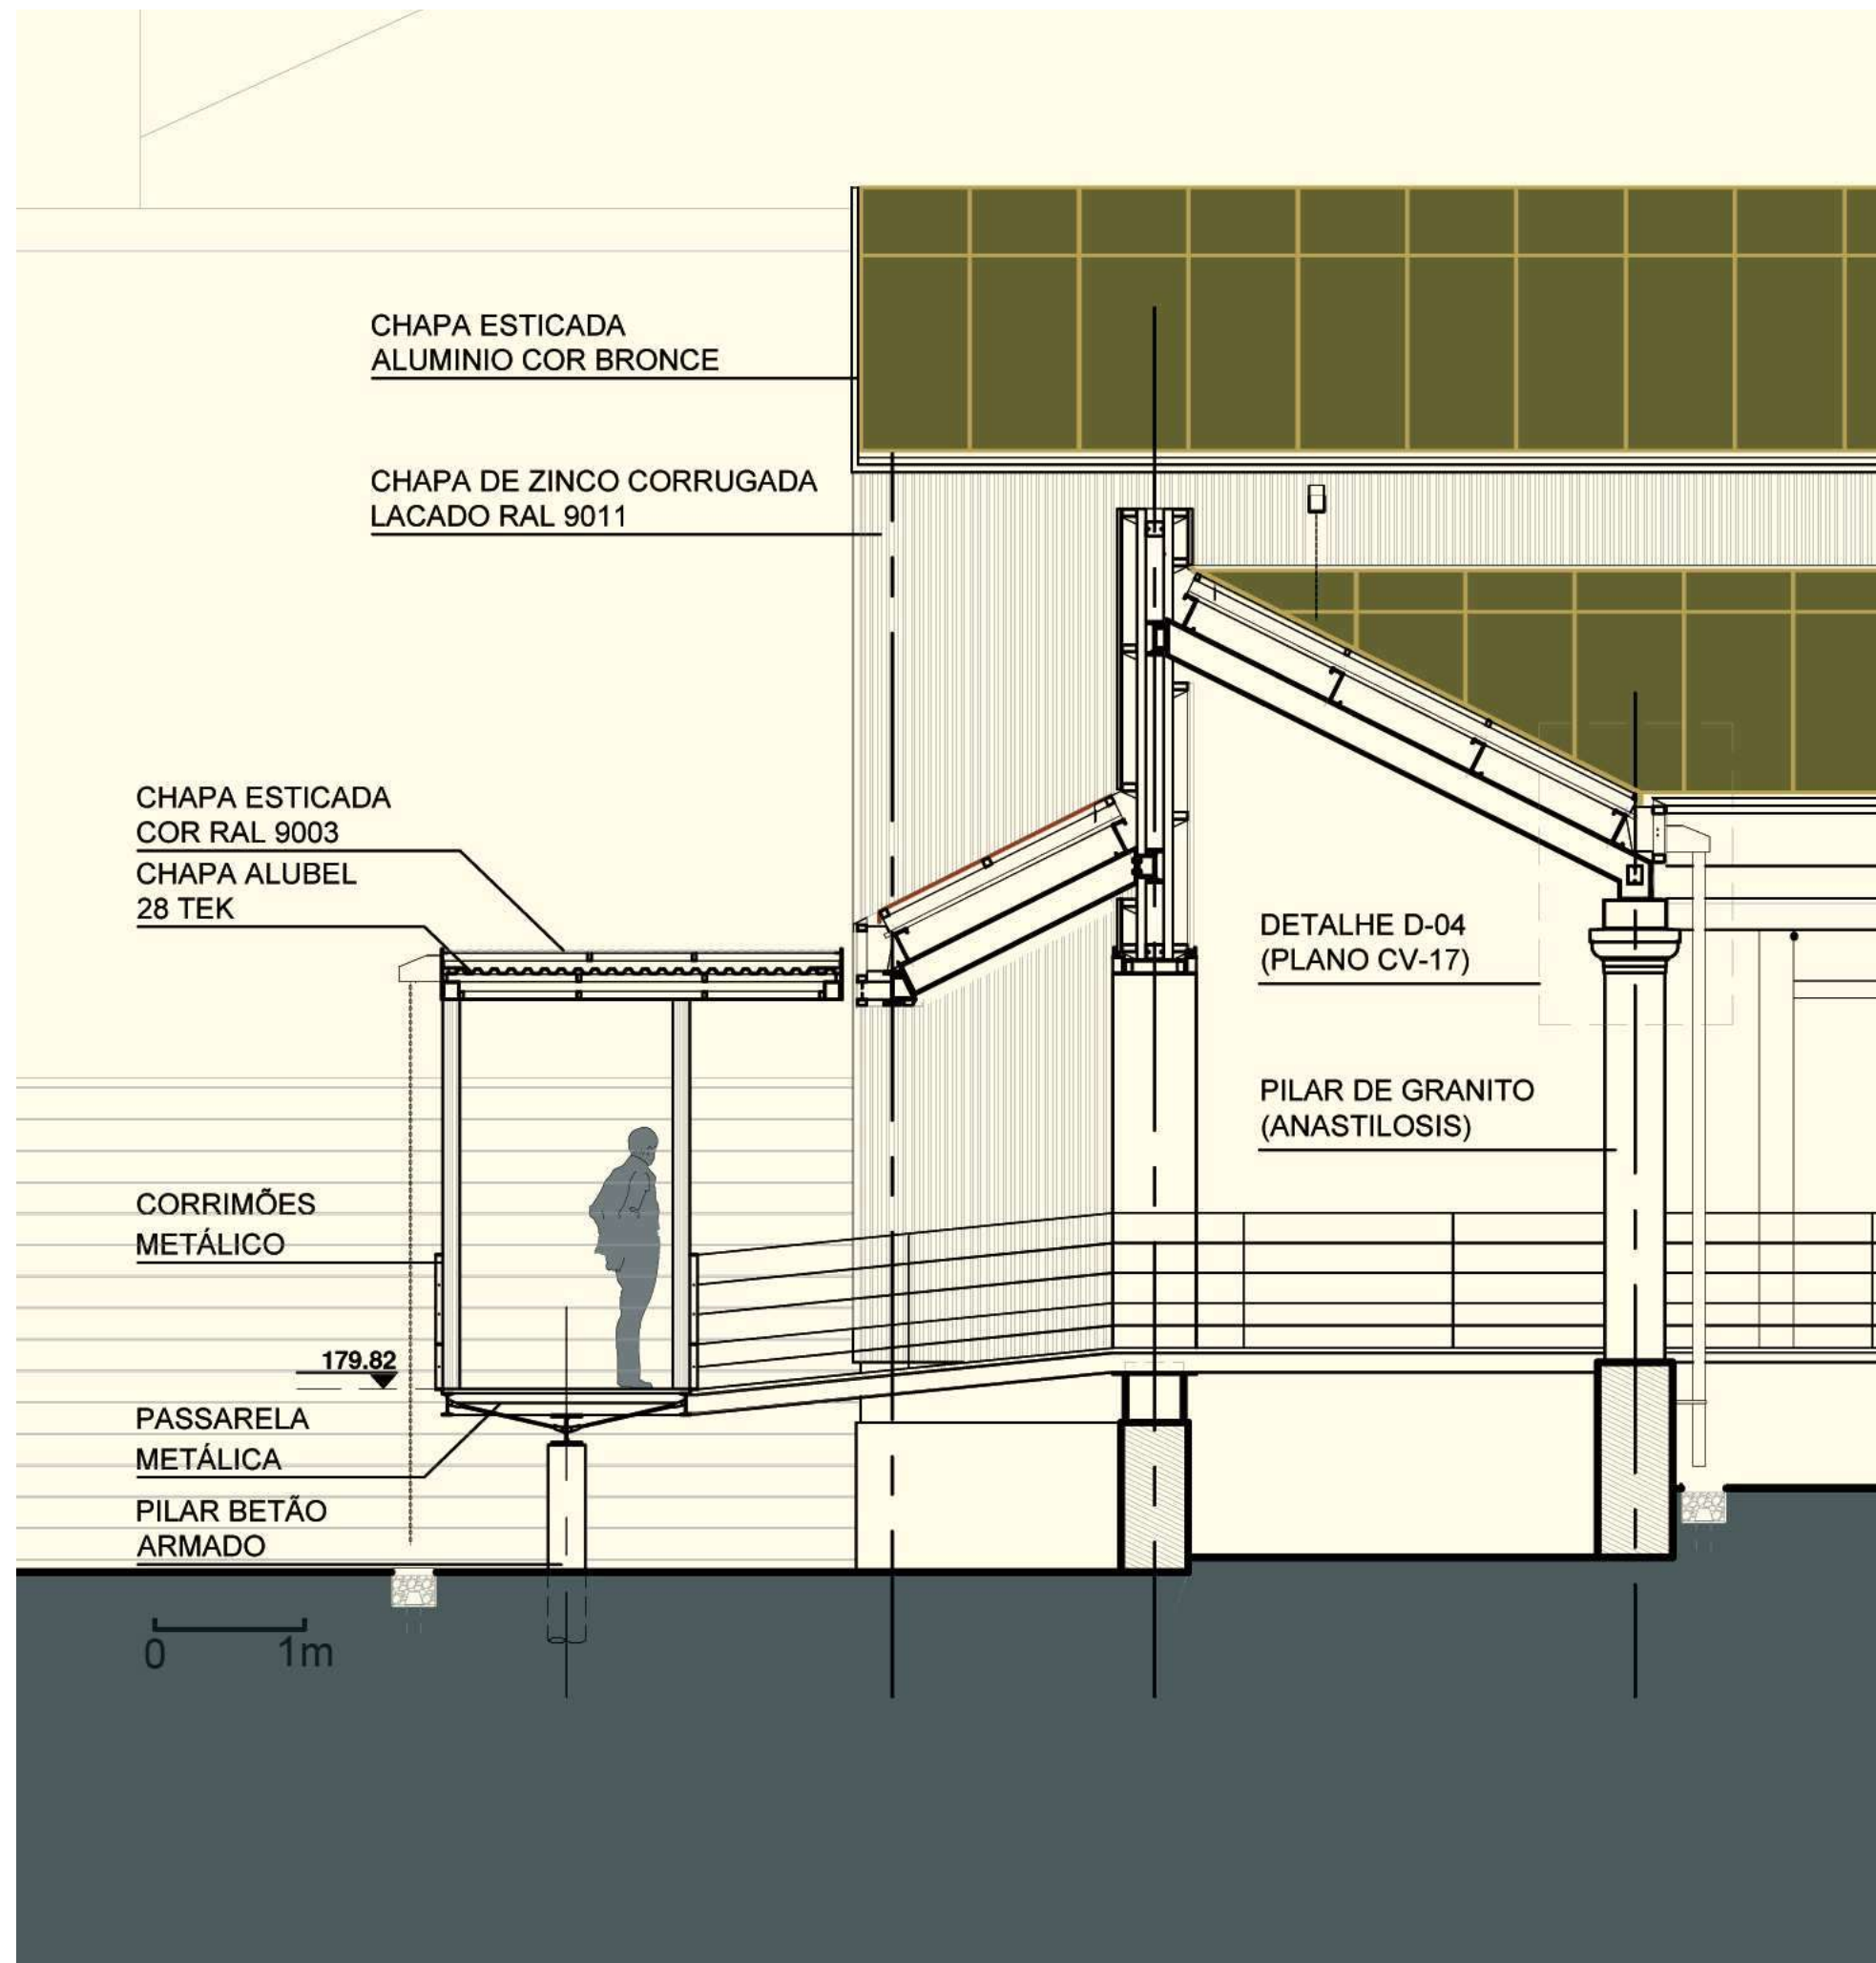 CHAPA ESTICADA
ALUMINIO COR BRONCE
CHAPA DE ZINCO CORRUGADA
LACADO RAL 9011
CHAPA ESTICADA
COR RAL 9003
CHAPA ALUBEL
28 TEK
DETALHE D-04
(PLANO CV-17)
PILAR DE GRANITO
(ANASTILOSIS)
CORRIMÕES
METÁLICO
179.82
PASSARELA
METÁLICA
PILAR BETÃO
ARMADO
0 1m